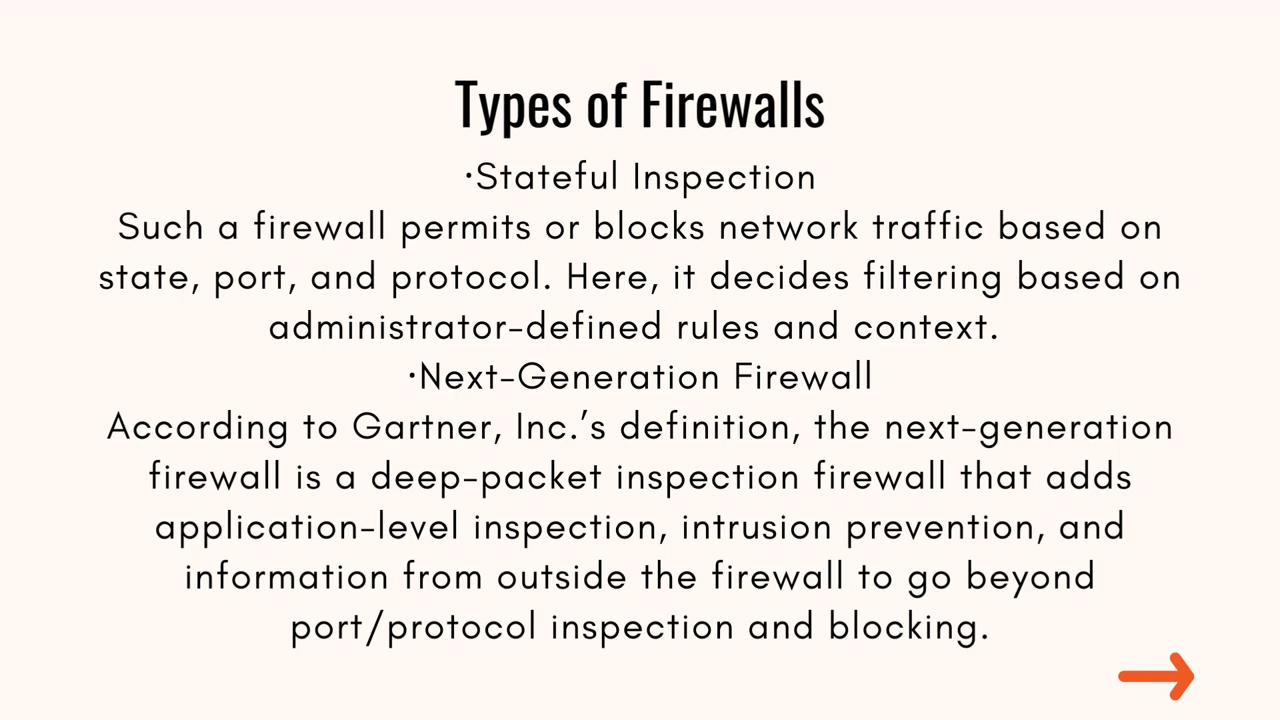 Types of Firewalls
·Stateful Inspection
Such a firewall permits or blocks network traffic based on
state, port, and protocol. Here, it decides filtering based on
administrator-defined rules and context.
·Next-Generation Firewall
According to Gartner, Inc.’s definition, the next-generation
firewall is a deep-packet inspection firewall that adds
application-level inspection, intrusion prevention, and
information from outside the firewall to go beyond
port/protocol inspection and blocking.